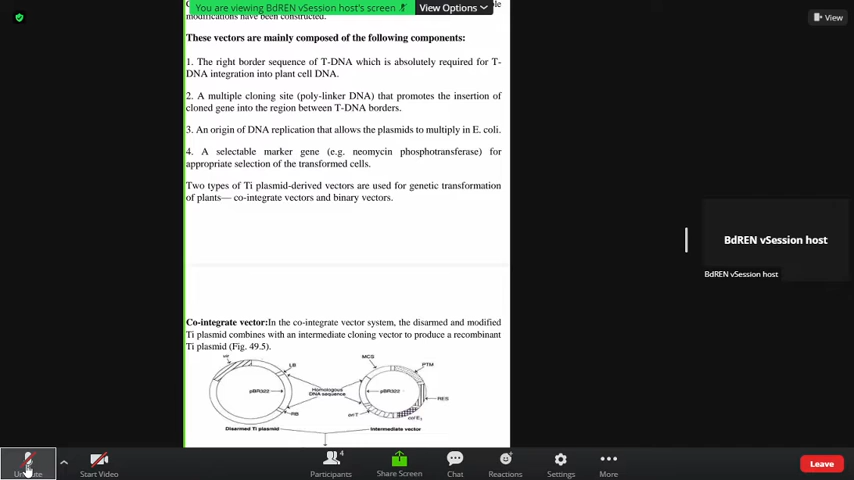 You are viewing BdREN vSession host's screen
View Options
View
modifications have been constructed.
These vectors are mainly composed of the following components:
1. The right border sequence of T-DNA which is absolutely required for T-
DNA integration into plant cell DNA.
2. A multiple cloning site (poly-linker DNA) that promotes the insertion of
cloned gene into the region between T-DNA borders.
3. An origin of DNA replication that allows the plasmids to multiply in E. coli.
4. A selectable marker gene (e.g. neomycin phosphotransferase) for
appropriate selection of the transformed cells.
Two types of Ti plasmid-derived vectors are used for genetic transformation
of plants— co-integrate vectors and binary vectors.
BdREN vSession host
BdREN vSession host
Co-integrate vector:In the co-integrate vector system, the disarmed and modified
Ti plasmid combines with an intermediate cloning vector to produce a recombinant
Ti plasmid (Fig. 49.5).
LB
MCS
PTM
pBR322
Homologous
DNA sequence
pBR322
RES
RB
ori T
col E1
Disarmed Ti plasmid
Intermediate vector
Unmute
Start Video
4
Participants
Share Screen
Chat
Reactions
Settings
More
Leave